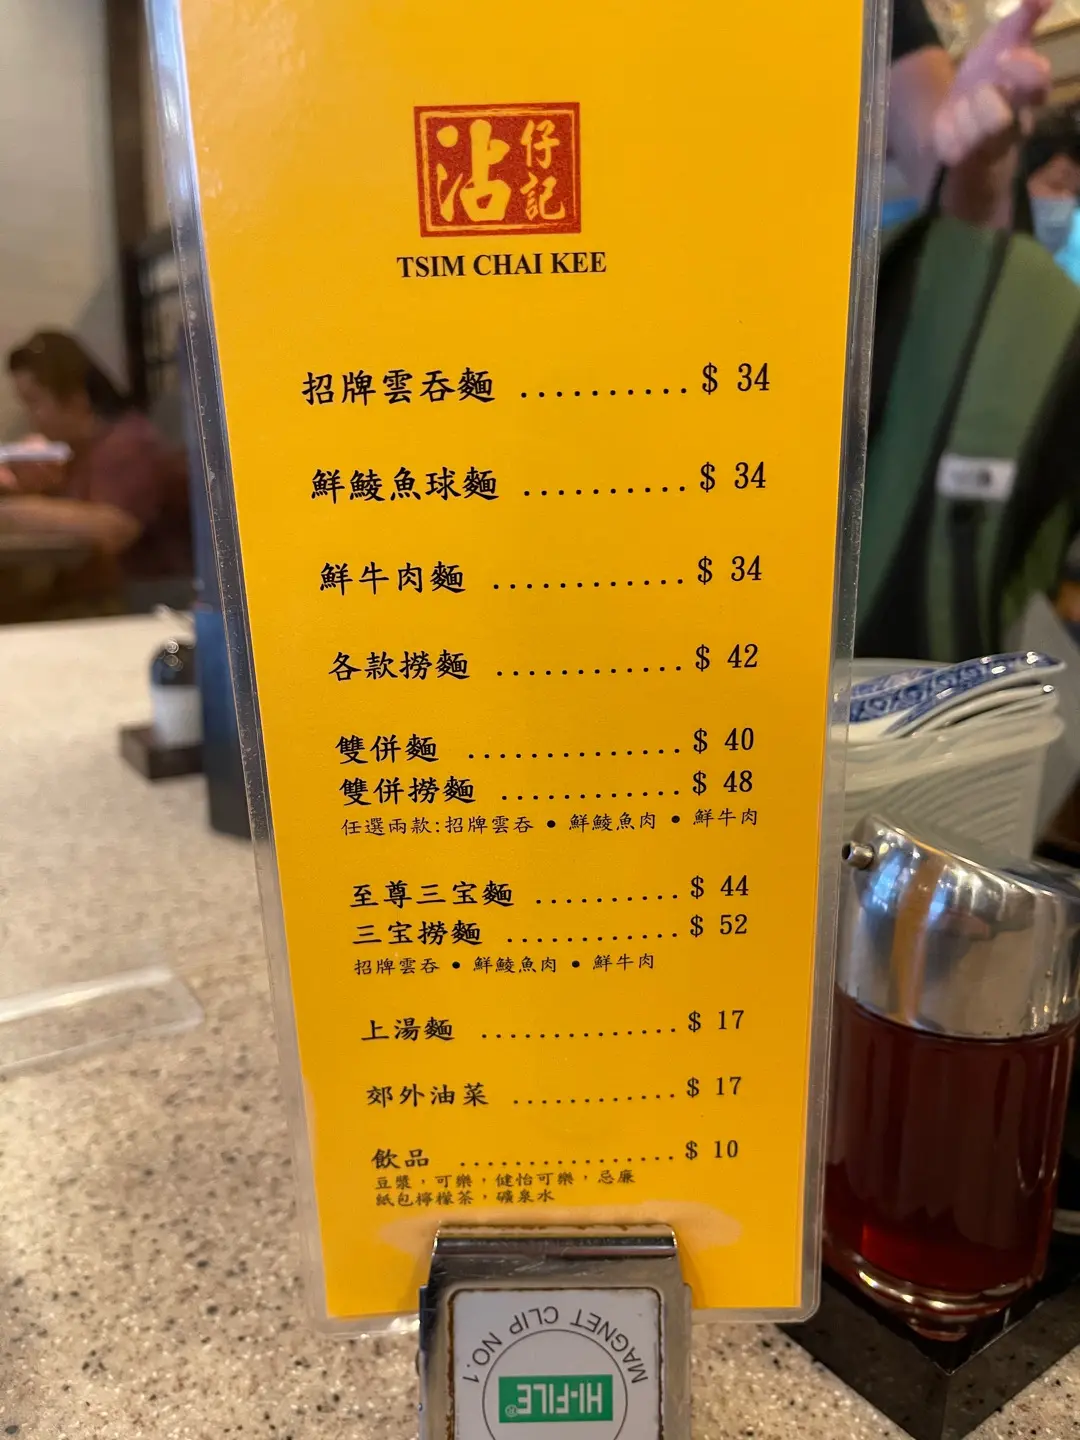 沾仔記
TSIM CHAI KEE
招牌雲吞麵 .......... $ 34
鮮鯪魚球麵 .......... $ 34
鮮牛肉麵 ............ $ 34
各款撈麵 ............ $ 42
雙併麵 .............. $ 40
雙併撈麵 ............ $ 48
任選兩款:招牌雲吞 • 鮮鯪魚肉 • 鮮牛肉
至尊三宝麵 ......... $ 44
三宝撈麵 ........... $ 52
招牌雲吞 • 鮮鯪魚肉 • 鮮牛肉
上湯麵 ............. $ 17
郊外油菜 ........... $ 17
飲品 ............... $ 10
豆漿，可樂，健怡可樂，忌廉
紙包檸檬茶，礦泉水
MAGNET CLIP NO.1
HI-FILE®